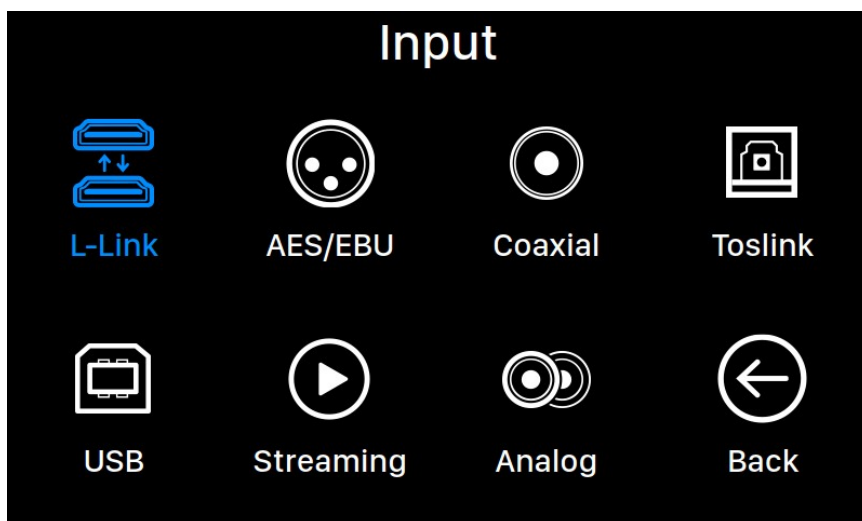 Input
L-Link AES/EBU Coaxial Toslink
USB Streaming Analog Back